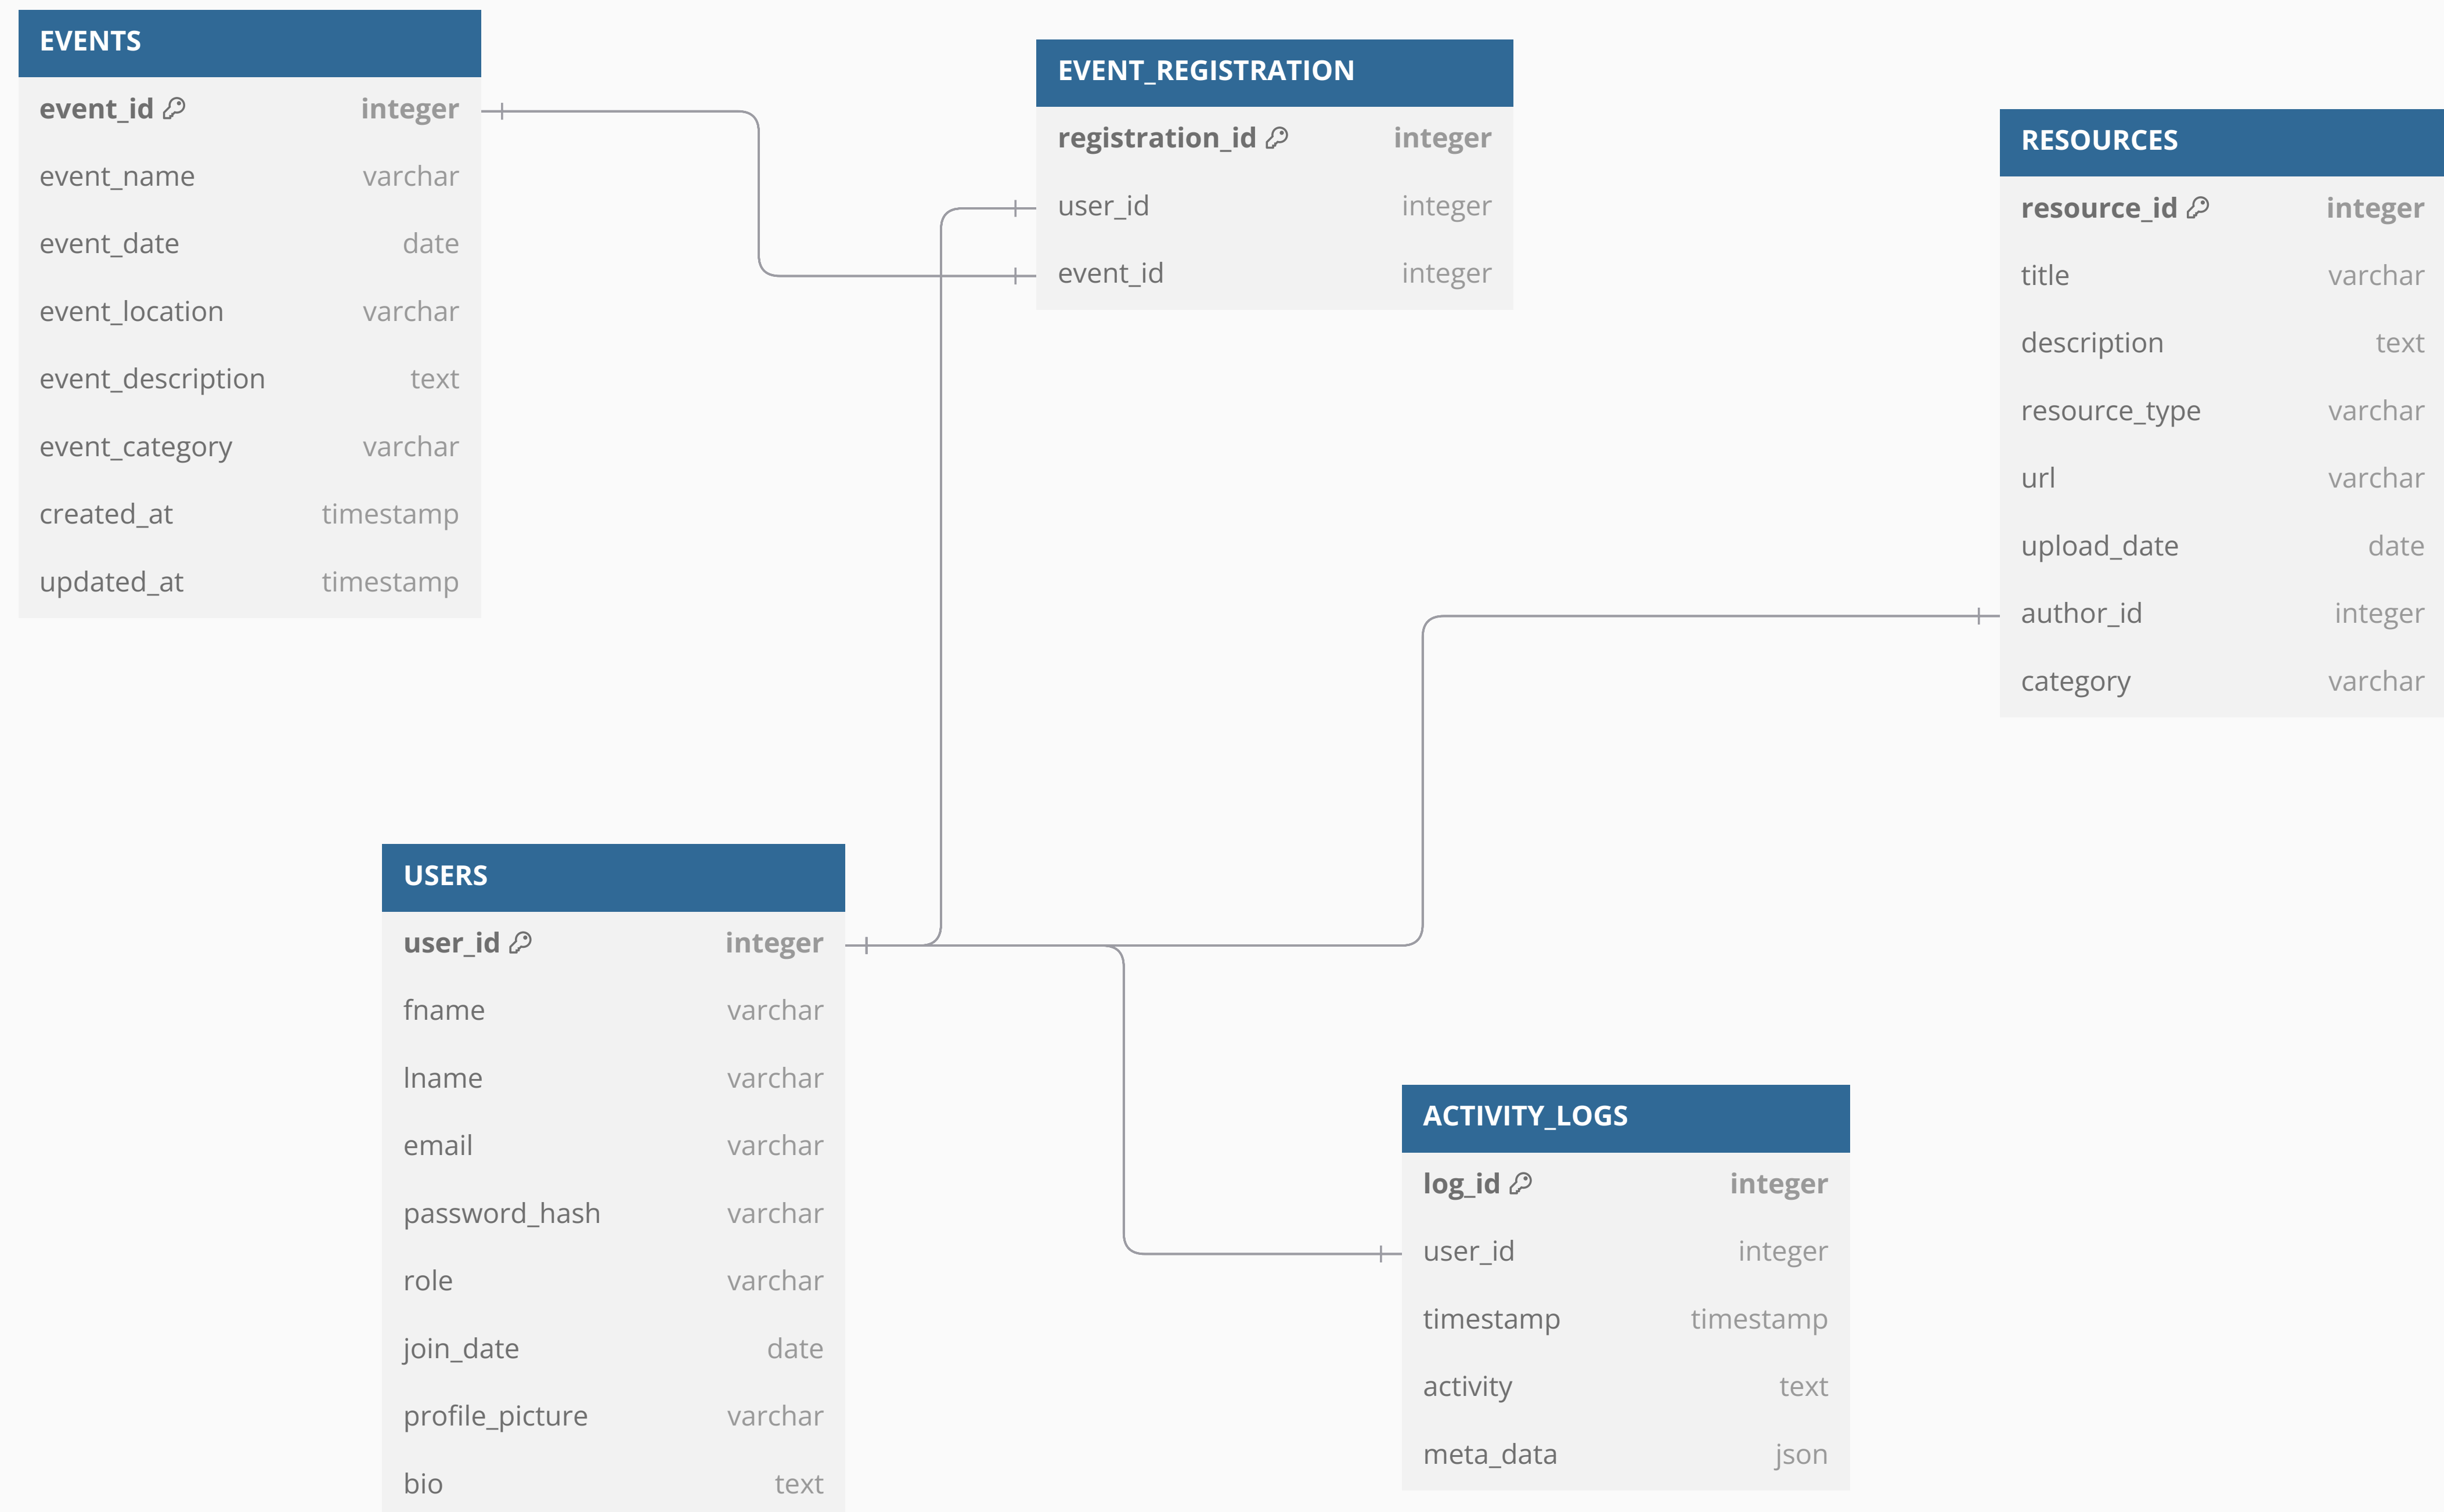 EVENTS
event_id integer
event_name varchar
event_date date
event_location varchar
event_description text
event_category varchar
created_at timestamp
updated_at timestamp
EVENT_REGISTRATION
registration_id integer
user_id integer
event_id integer
RESOURCES
resource_id integer
title varchar
description text
resource_type varchar
url varchar
upload_date date
author_id integer
category varchar
USERS
user_id integer
fname varchar
lname varchar
email varchar
password_hash varchar
role varchar
join_date date
profile_picture varchar
bio text
ACTIVITY_LOGS
log_id integer
user_id integer
timestamp timestamp
activity text
meta_data json